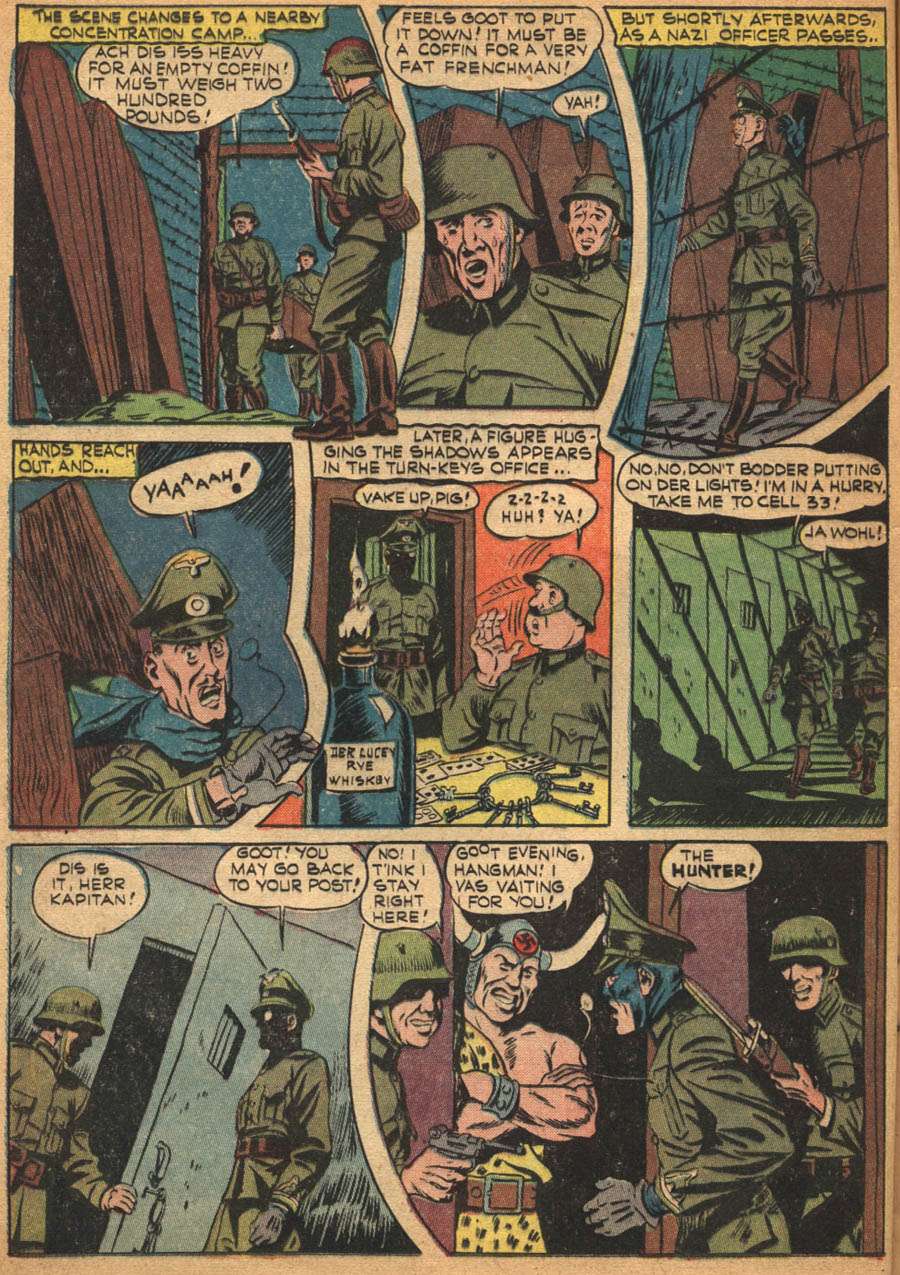 THE SCENE CHANGES TO A NEARBY
CONCENTRATION CAMP...
ACH DIS ISS HEAVY
FOR AN EMPTY COFFIN!
IT MUST WEIGH TWO
HUNDRED
POUNDS!
FEELS GOOT TO PUT
IT DOWN! IT MUST BE
A COFFIN FOR A VERY
FAT FRENCHMAN!
YAH!
BUT SHORTLY AFTERWARDS,
AS A NAZI OFFICER PASSES..
HANDS REACH
OUT, AND...
YAAAAAH!
LATER, A FIGURE HUG-
GING THE SHADOWS APPEARS
IN THE TURN-KEYS OFFICE...
VAKE UP, PIG!
Z-Z-Z-Z
HUH? YA!
DER LUCEY
RYE
WHISKEY
NO, NO, DON'T BODDER PUTTING
ON DER LIGHTS! I'M IN A HURRY.
TAKE ME TO CELL 33!
JA WOHL!
DIS IS
IT, HERR
KAPITAN!
GOOT! YOU
MAY GO BACK
TO YOUR POST!
NO! I
T'INK I
STAY
RIGHT
HERE!
GOOT EVENING,
HANGMAN! I
VAS VAITING
FOR YOU!
THE
HUNTER!